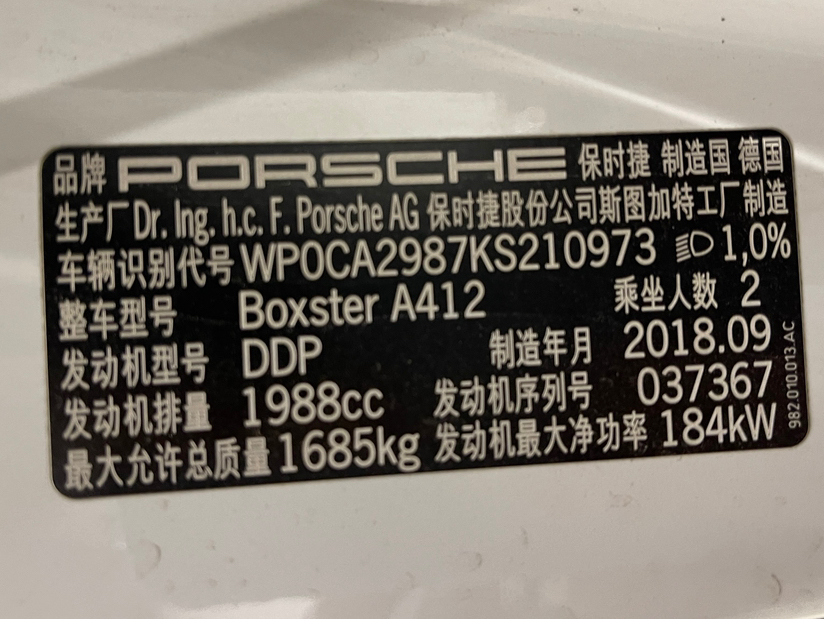 品牌 PORSCHE 保时捷 制造国 德国
生产厂 Dr. Ing. h.c. F. Porsche AG 保时捷股份公司斯图加特工厂制造
车辆识别代号 WP0CA2987KS210973 1,0%
整车型号 Boxster A412 乘坐人数 2
发动机型号 DDP 制造年月 2018.09
发动机排量 1988cc 发动机序列号 037367
最大允许总质量 1685kg 发动机最大净功率 184kW
982.010.013.AC